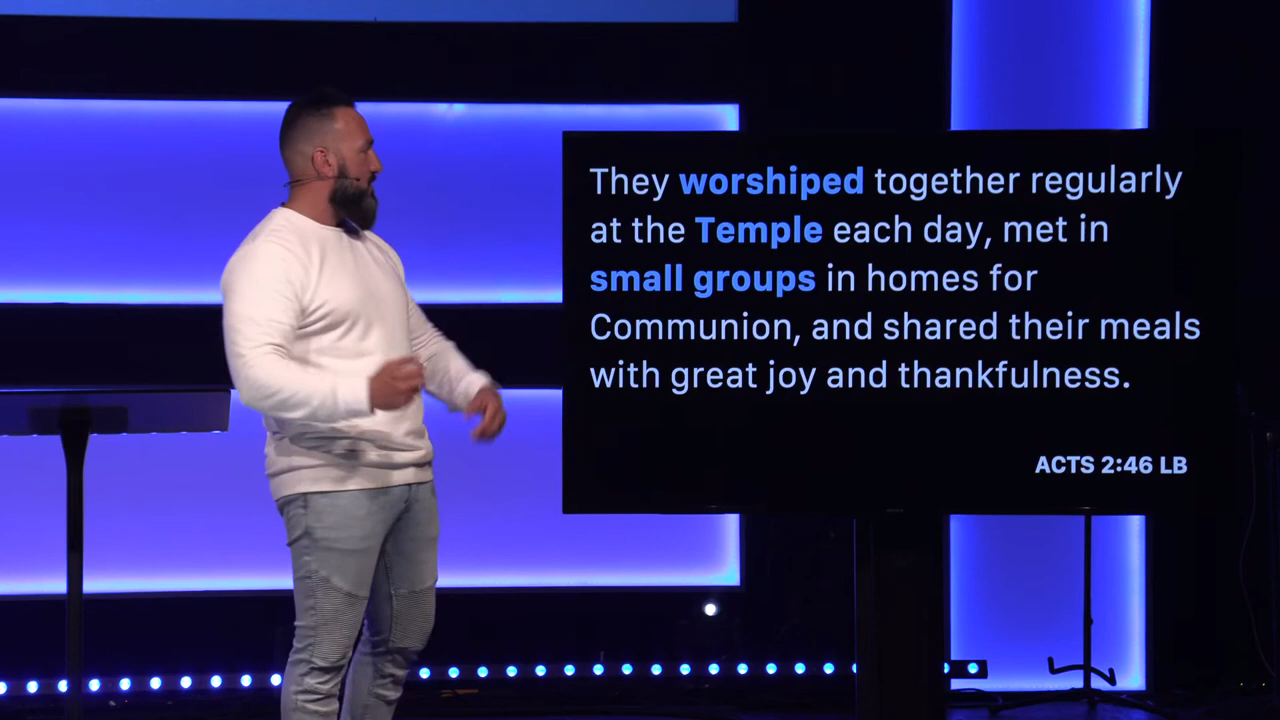 They worshiped together regularly
at the Temple each day, met in
small groups in homes for
Communion, and shared their meals
with great joy and thankfulness.
ACTS 2:46 LB